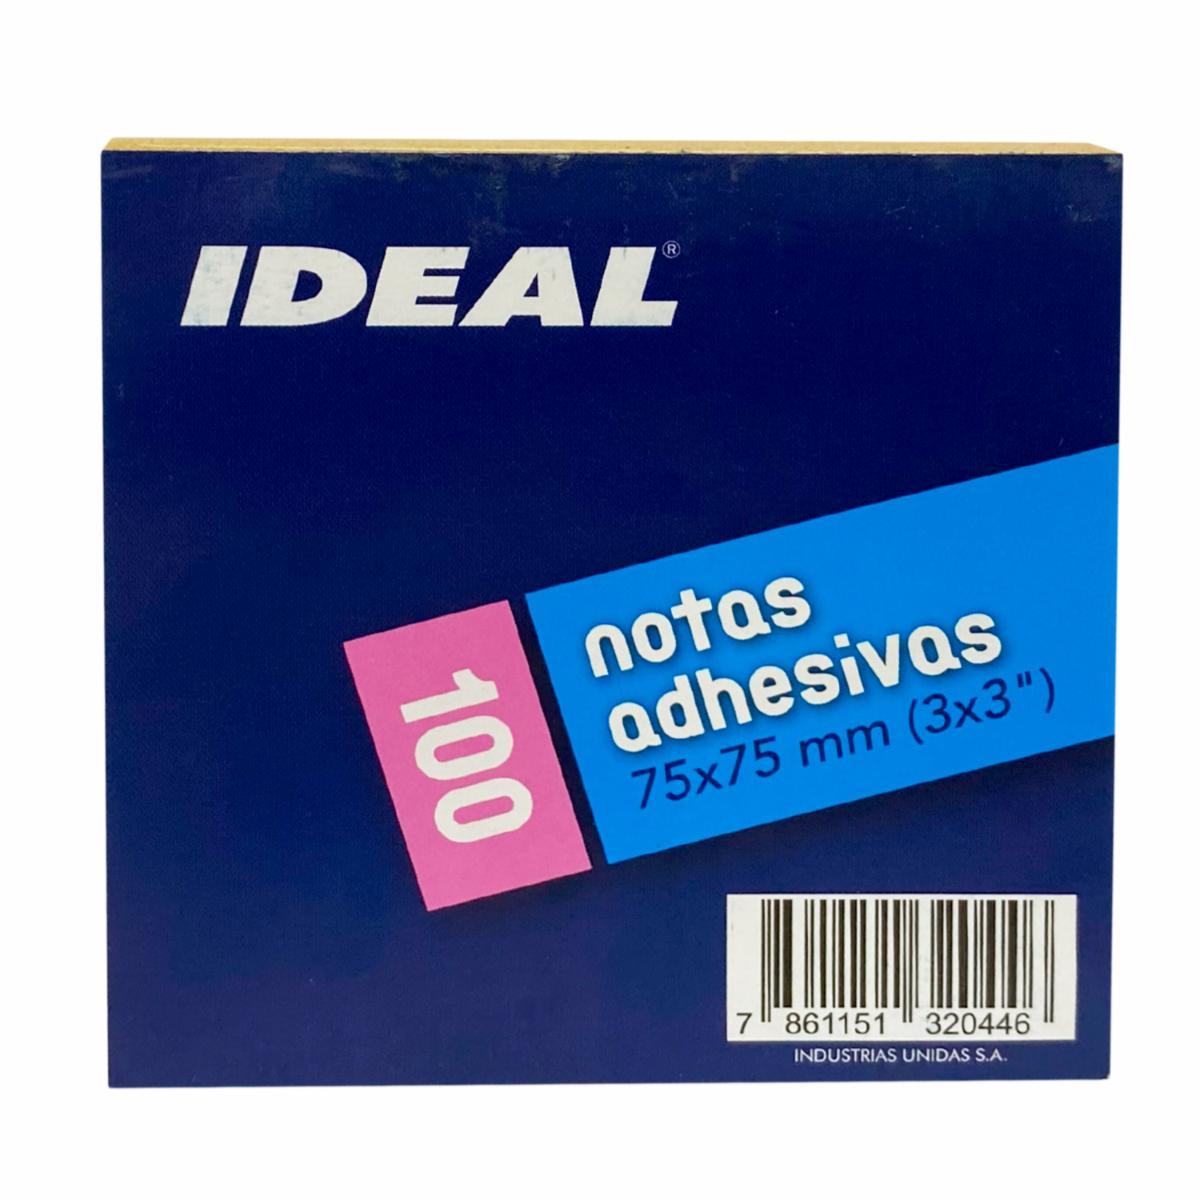 IDEAL®
100
notas
adhesivas
75x75 mm (3x3")
7 861151 320446
INDUSTRIAS UNIDAS S.A.